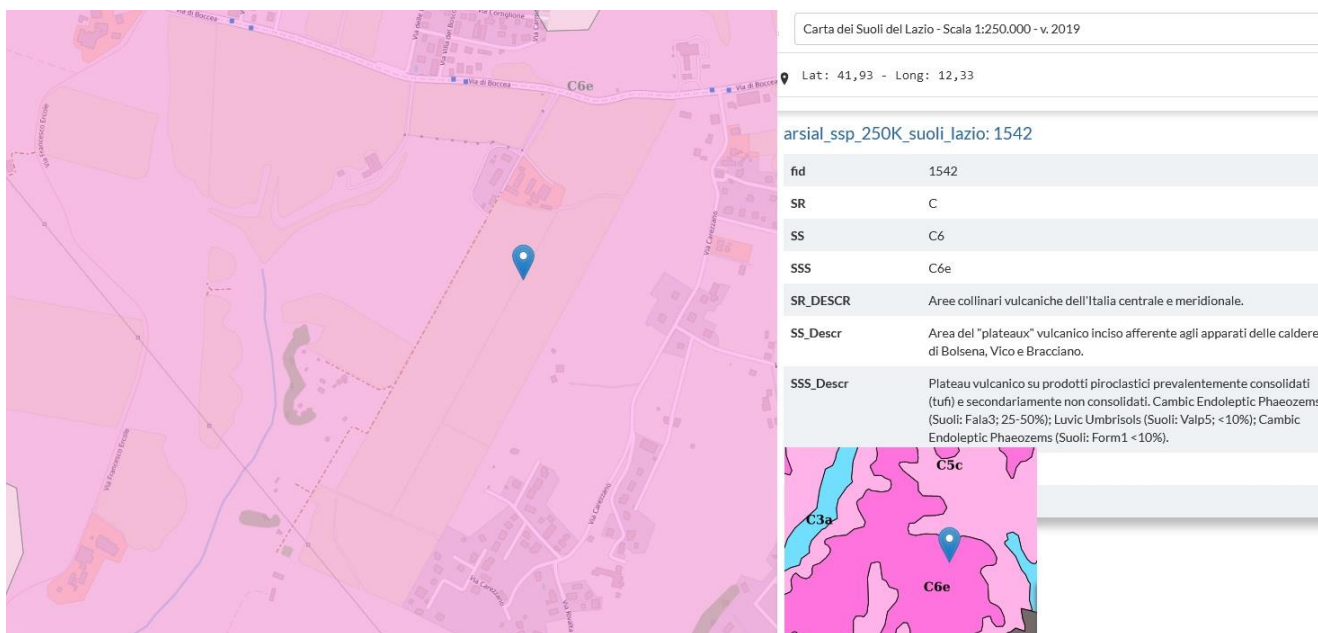 Via di Boccea
Via Cortiglione
Via di Boccea
C6e
Via di Boccea
Via Francesco Ercole
Via Carezzano
Via Francesco Ercole
Via Carezzano
Via Carezzano
Via Rivalta
Carta dei Suoli del Lazio - Scala 1:250.000 - v. 2019
Lat: 41,93 - Long: 12,33
arsial_ssp_250K_suoli_lazio: 1542
fid 1542
SR C
SS C6
SSS C6e
SR_DESCR Aree collinari vulcaniche dell'Italia centrale e meridionale.
SS_Descr Area del "plateaux" vulcanico inciso afferente agli apparati delle caldere
di Bolsena, Vico e Bracciano.
SSS_Descr Plateau vulcanico su prodotti piroclastici prevalentemente consolidati
(tufi) e secondariamente non consolidati. Cambic Endoleptic Phaeozems
(Suoli: Fala3; 25-50%); Luvic Umbrisols (Suoli: Valp5; <10%); Cambic
Endoleptic Phaeozems (Suoli: Form1 <10%).
C5c
C3a
C6e